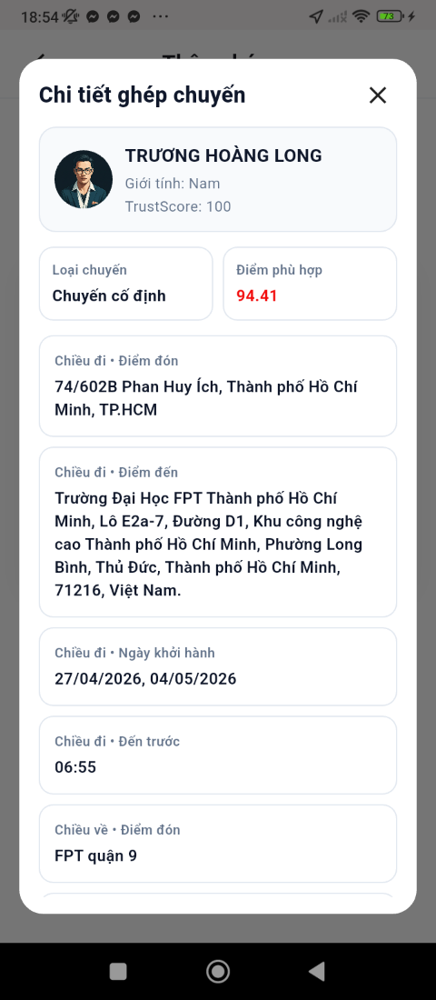 18:54
73
Chi tiết ghép chuyến
TRƯƠNG HOÀNG LONG
Giới tính: Nam
TrustScore: 100
Loại chuyến
Chuyến cố định
Điểm phù hợp
94.41
Chiều đi • Điểm đón
74/602B Phan Huy Ích, Thành phố Hồ Chí
Minh, TP.HCM
Chiều đi • Điểm đến
Trường Đại Học FPT Thành phố Hồ Chí
Minh, Lô E2a-7, Đường D1, Khu công nghệ
cao Thành phố Hồ Chí Minh, Phường Long
Bình, Thủ Đức, Thành phố Hồ Chí Minh,
71216, Việt Nam.
Chiều đi • Ngày khởi hành
27/04/2026, 04/05/2026
Chiều đi • Đến trước
06:55
Chiều về • Điểm đón
FPT quận 9